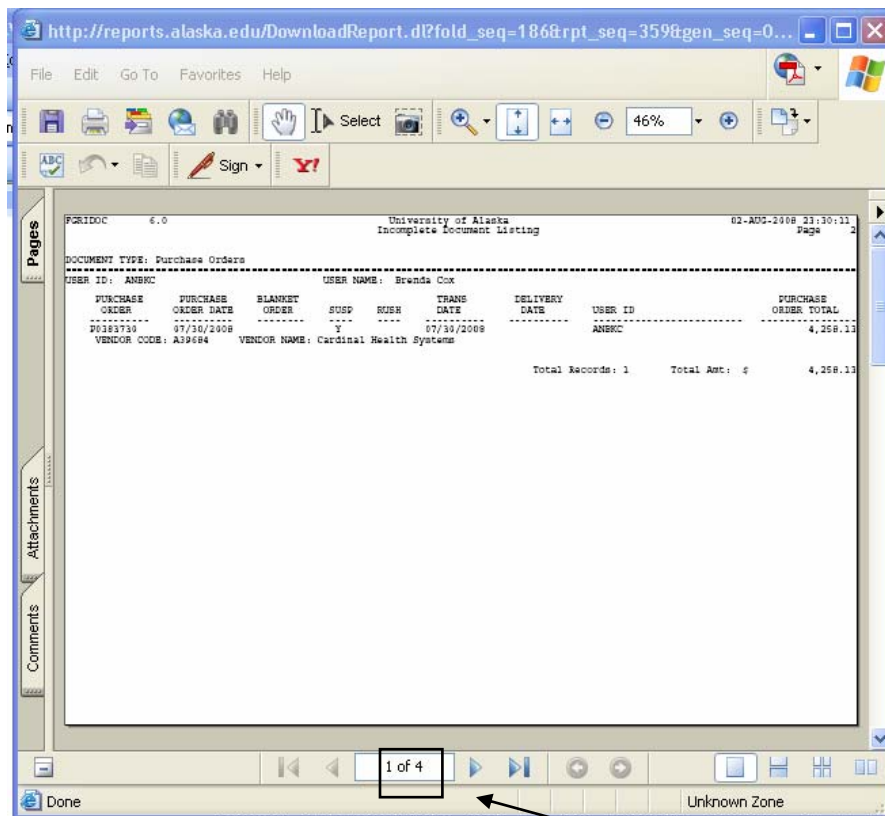 http://reports.alaska.edu/DownloadReport.dl?fold_seq=186&rpt_seq=359&gen_seq=0...
File Edit Go To Favorites Help
Select 46%
ABC Sign Y!
Pages
Attachments
Comments
FGRIDOC 6.0 University of Alaska 02-AUG-2008 23:30:11
Incomplete Document Listing Page 2
DOCUMENT TYPE: Purchase Orders
USER ID: ANBKC USER NAME: Brenda Cox
PURCHASE PURCHASE BLANKET TRANS DELIVERY PURCHASE
ORDER ORDER DATE ORDER SUSP RUSH DATE DATE USER ID ORDER TOTAL
P0383730 07/30/2008 Y 07/30/2008 ANBKC 4,258.13
VENDOR CODE: A39684 VENDOR NAME: Cardinal Health Systems
Total Records: 1 Total Amt: $ 4,258.13
1 of 4
Done Unknown Zone